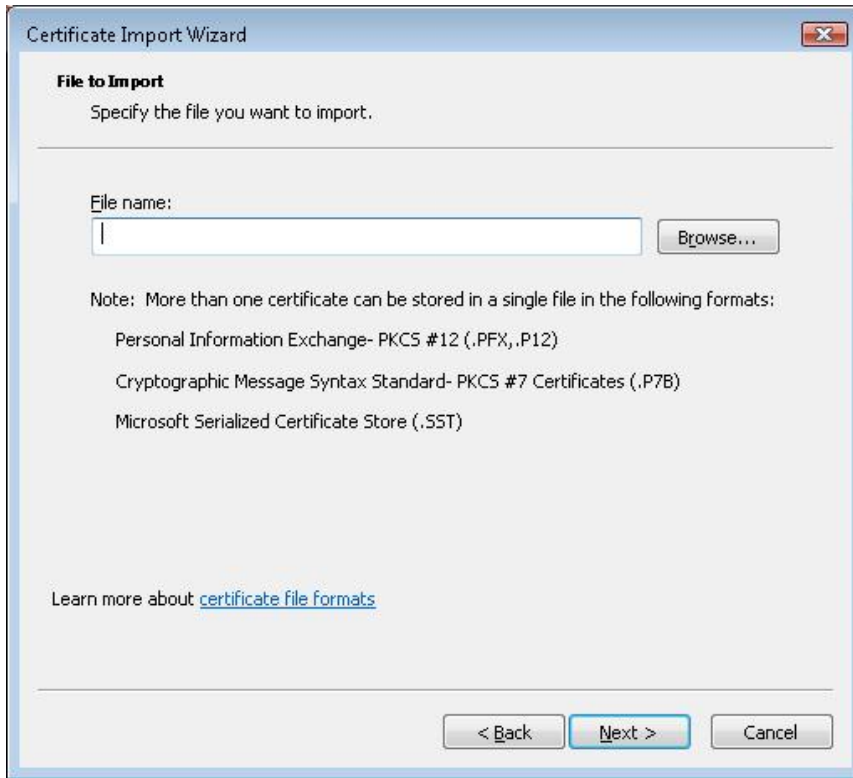 Certificate Import Wizard
File to Import
Specify the file you want to import.
File name:
Browse...
Note: More than one certificate can be stored in a single file in the following formats:
Personal Information Exchange- PKCS #12 (.PFX,.P12)
Cryptographic Message Syntax Standard- PKCS #7 Certificates (.P7B)
Microsoft Serialized Certificate Store (.SST)
Learn more about certificate file formats
< Back Next > Cancel